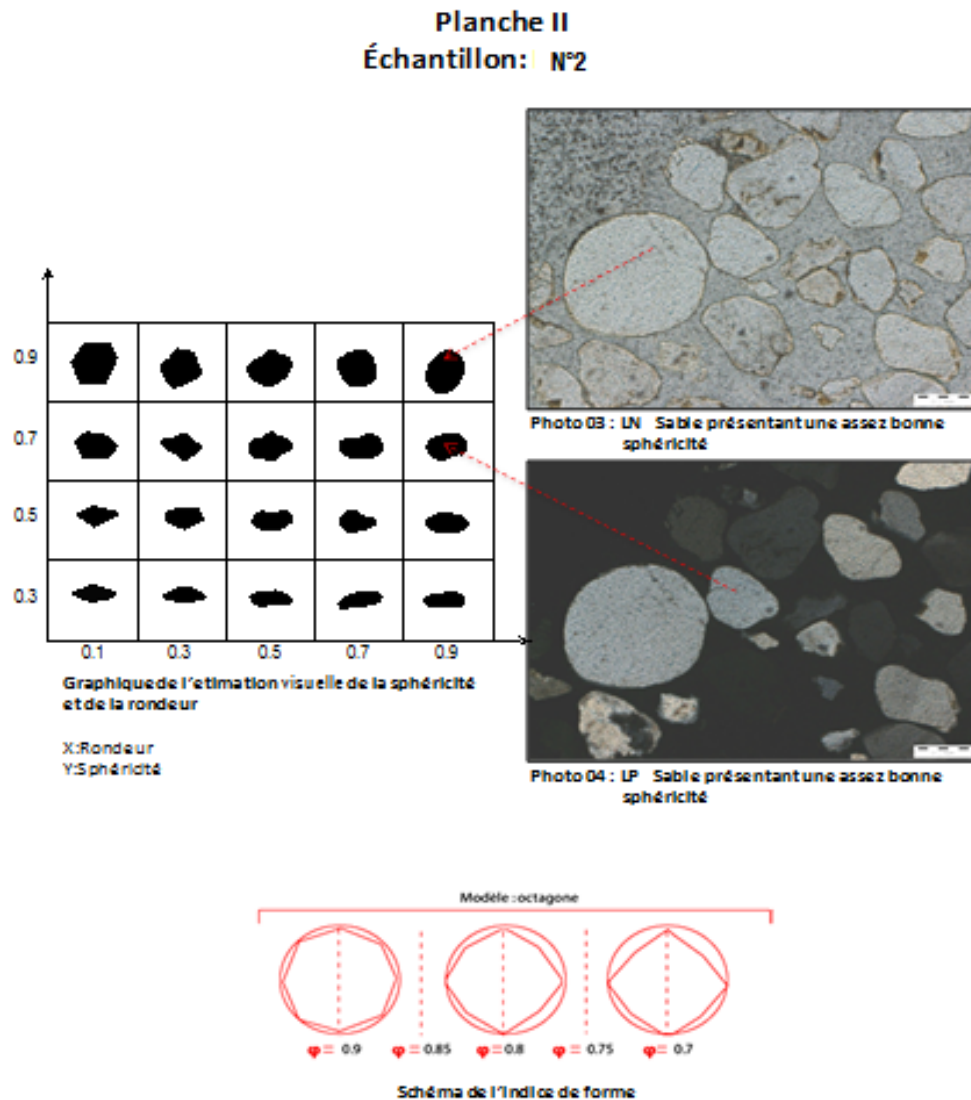 Planche II
Échantillon: N°2
Photo 03 : LN Sable présentant une assez bonne
sphéricité
0.9
0.7
0.5
0.3
0.1 0.3 0.5 0.7 0.9
Graphique de l'etimation visuelle de la sphéricité
et de la rondeur
X:Rondeur
Y:Sphéricité
Photo 04 : LP Sable présentant une assez bonne
sphéricité
Modèle : octagone
φ = 0.9 φ = 0.85 φ = 0.8 φ = 0.75 φ = 0.7
Schéma de l'indice de forme